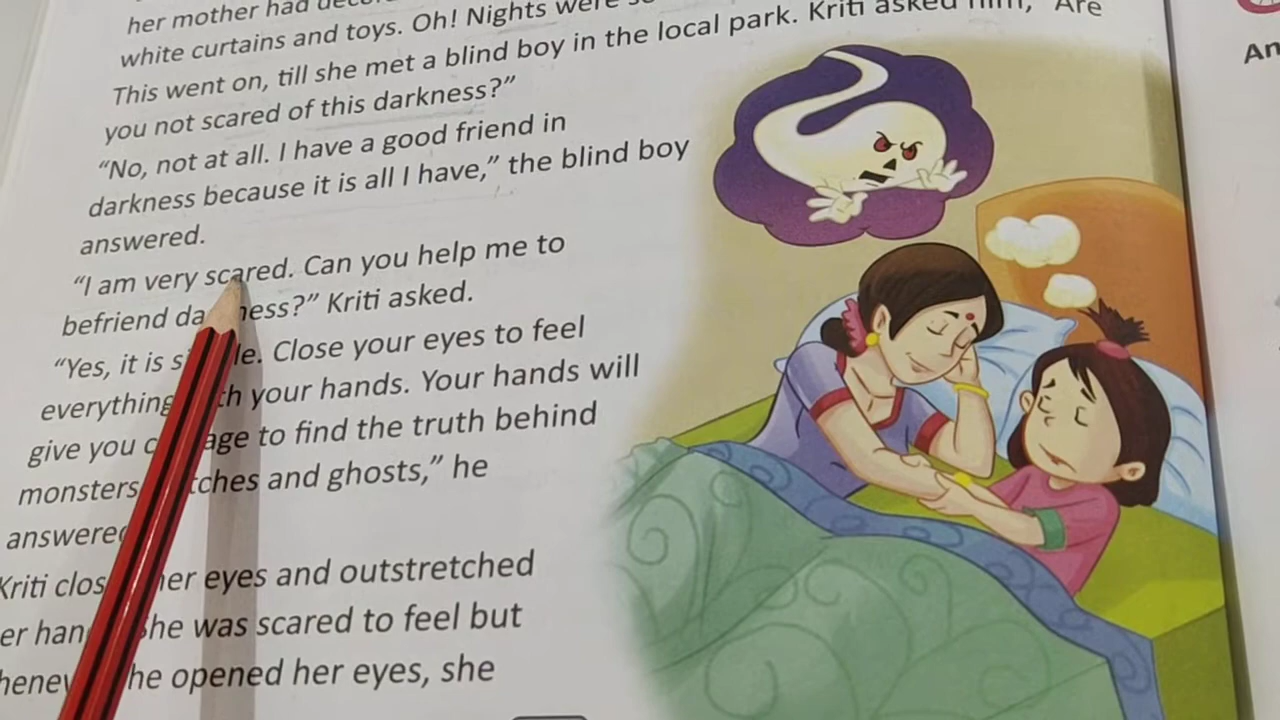 her mother had
white curtains and toys. Oh! Nights were
This went on, till she met a blind boy in the local park. Kriti asked him, "Are
you not scared of this darkness?"
"No, not at all. I have a good friend in
darkness because it is all I have," the blind boy
answered.
"I am very scared. Can you help me to
befriend da ness?" Kriti asked.
"Yes, it is s le. Close your eyes to feel
everything th your hands. Your hands will
give you c age to find the truth behind
monsters tches and ghosts," he
answered
Kriti clos her eyes and outstretched
er han She was scared to feel but
henev he opened her eyes, she
An